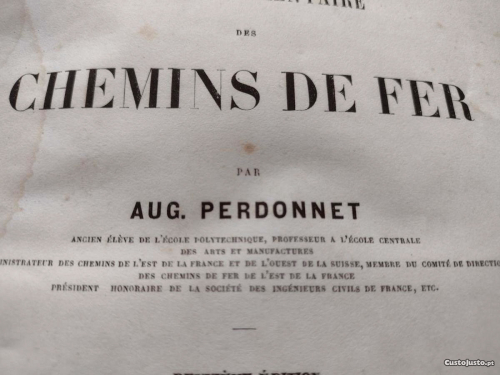 DES
CHEMINS DE FER
PAR
AUG. PERDONNET
ANCIEN ÉLÈVE DE L'ÉCOLE POLYTECHNIQUE, PROFESSEUR A L'ÉCOLE CENTRALE
DES ARTS ET MANUFACTURES
NISTRATEUR DES CHEMINS DE L'EST DE LA FRANCE ET DE L'OUEST DE LA SUISSE, MEMBRE DU COMITÉ DE DIRECTION
DES CHEMINS DE FER DE L'EST DE LA FRANCE
PRÉSIDENT HONORAIRE DE LA SOCIÉTÉ DES INGÉNIEURS CIVILS DE FRANCE, ETC.
ÉDITION
CustoJusto.pt